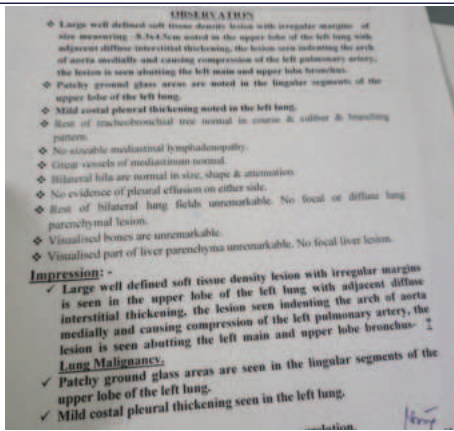 OBSERVATION
❖ Large well defined soft tissue density lesion with irregular margins of
size measuring 8.3x4.5cm noted in the upper lobe of the left lung with
adjacent diffuse interstitial thickening, the lesion seen indenting the arch
of aorta medially and causing compression of the left pulmonary artery,
the lesion is seen abutting the left main and upper lobe bronchus.
❖ Patchy ground glass areas are noted in the lingular segments of the
upper lobe of the left lung.
❖ Mild costal pleural thickening noted in the left lung.
❖ Rest of tracheobronchial tree normal in course & caliber & branching
pattern.
❖ No sizeable mediastinal lymphadenopathy.
❖ Great vessels of mediastinum normal.
❖ Bilateral hila are normal in size, shape & attenuation.
❖ No evidence of pleural effusion on either side.
❖ Rest of bilateral lung fields unremarkable. No focal or diffuse lung
parenchymal lesion.
❖ Visualised bones are unremarkable.
❖ Visualised part of liver parenchyma unremarkable. No focal liver lesion.
Impression: -
✓ Large well defined soft tissue density lesion with irregular margins
is seen in the upper lobe of the left lung with adjacent diffuse
interstitial thickening, the lesion seen indenting the arch of aorta
medially and causing compression of the left pulmonary artery, the
lesion is seen abutting the left main and upper lobe bronchus-
Lung Malignancy.
✓ Patchy ground glass areas are seen in the lingular segments of the
upper lobe of the left lung.
✓ Mild costal pleural thickening seen in the left lung.